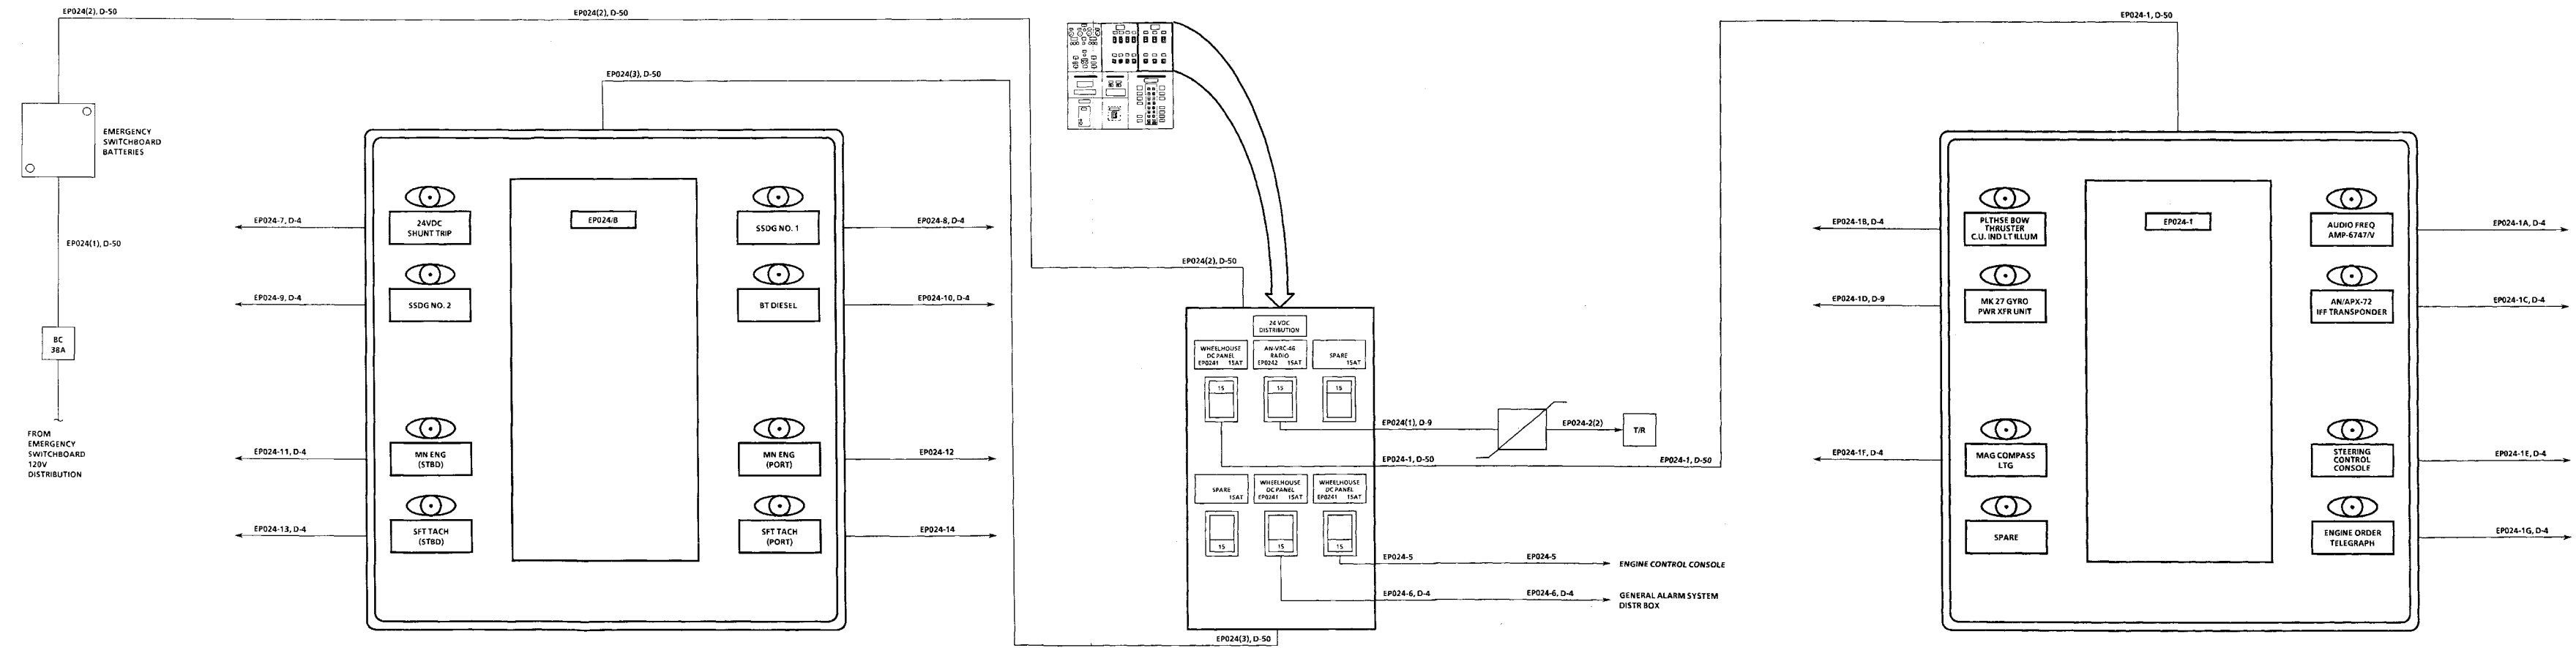 EP024(2), D-50
EP024(2), D-50
EP024(3), D-50
EP024-1, D-50
EMERGENCY
SWITCHBOARD
BATTERIES
EP024(1), D-50
BC
38A
FROM
EMERGENCY
SWITCHBOARD
120V
DISTRIBUTION
EP024/B
24VDC
SHUNT TRIP
EP024-7, D-4
SSDG NO. 1
EP024-8, D-4
SSDG NO. 2
EP024-9, D-4
BT DIESEL
EP024-10, D-4
MN ENG
(STBD)
EP024-11, D-4
MN ENG
(PORT)
EP024-12
SFT TACH
(STBD)
EP024-13, D-4
SFT TACH
(PORT)
EP024-14
EP024(2), D-50
24 VDC
DISTRIBUTION
WHEELHOUSE
DC PANEL
EP0241 15AT
AN-VRC-46
RADIO
EP0242 15AT
SPARE
15AT
15
15
15
EP024(1), D-9
EP024-2(2)
T/R
EP024-1, D-50
EP024-1, D-50
SPARE
15AT
WHEELHOUSE
DC PANEL
EP0241 15AT
WHEELHOUSE
DC PANEL
EP0241 15AT
15
15
15
EP024-5
EP024-5
ENGINE CONTROL CONSOLE
EP024-6, D-4
EP024-6, D-4
GENERAL ALARM SYSTEM
DISTR BOX
EP024(3), D-50
EP024-1
PLTHSE BOW
THRUSTER
C.U. IND LT ILLUM
EP024-1B, D-4
AUDIO FREQ
AMP-6747/V
EP024-1A, D-4
MK 27 GYRO
PWR XFR UNIT
EP024-1D, D-9
AN/APX-72
IFF TRANSPONDER
EP024-1C, D-4
MAG COMPASS
LTG
EP024-1F, D-4
STEERING
CONTROL
CONSOLE
EP024-1E, D-4
SPARE
ENGINE ORDER
TELEGRAPH
EP024-1G, D-4